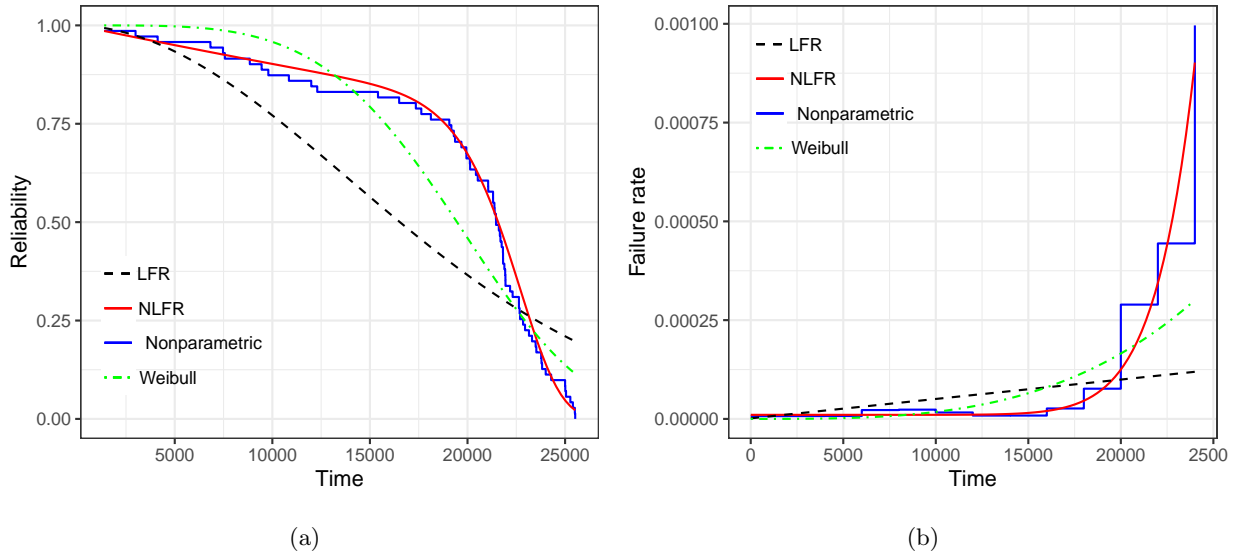 1.00
0.75
0.50
0.25
0.00
Reliability
LFR
NLFR
Nonparametric
Weibull
5000 10000 15000 20000 25000
Time
(a)
0.00100
0.00075
0.00050
0.00025
0.00000
Failure rate
LFR
NLFR
Nonparametric
Weibull
0 5000 10000 15000 20000 2500
Time
(b)